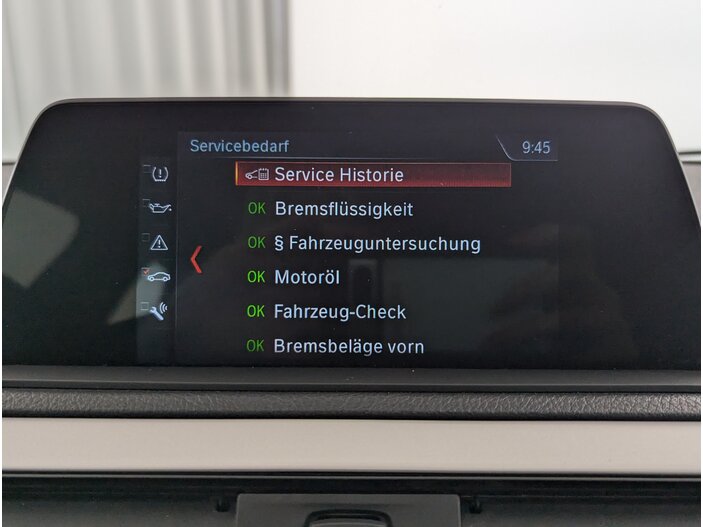 Servicebedarf 9:45
Service Historie
OK Bremsflüssigkeit
OK § Fahrzeuguntersuchung
OK Motoröl
OK Fahrzeug-Check
OK Bremsbeläge vorn